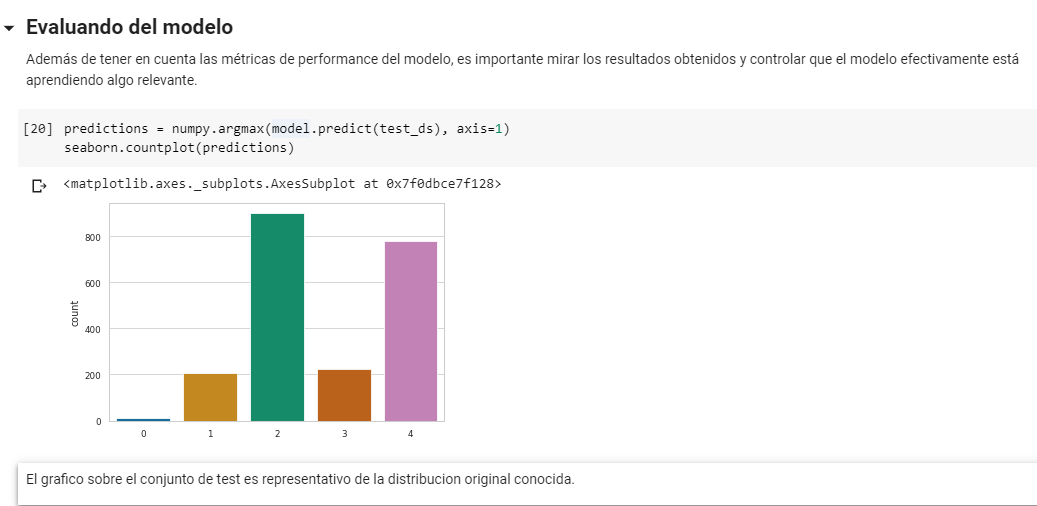 Evaluando del modelo
Además de tener en cuenta las métricas de performance del modelo, es importante mirar los resultados obtenidos y controlar que el modelo efectivamente está
aprendiendo algo relevante.
[20] predictions = numpy.argmax(model.predict(test_ds), axis=1)
seaborn.countplot(predictions)
<matplotlib.axes._subplots.AxesSubplot at 0x7f0dbce7f128>
800
600
400
200
0
count
0 1 2 3 4
El grafico sobre el conjunto de test es representativo de la distribucion original conocida.